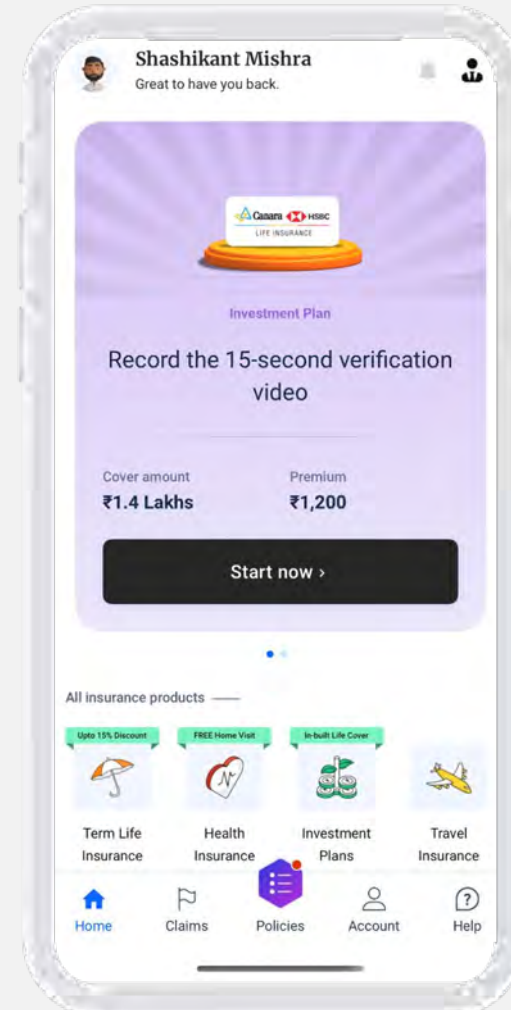 Shashikant Mishra
Great to have you back.
Canara HSBC
LIFE INSURANCE
Investment Plan
Record the 15-second verification
video
Cover amount Premium
₹1.4 Lakhs ₹1,200
Start now ›
All insurance products
Upto 15% Discount FREE Home Visit In-built Life Cover
Term Life Health Investment Travel
Insurance Insurance Plans Insurance
Home Claims Policies Account Help